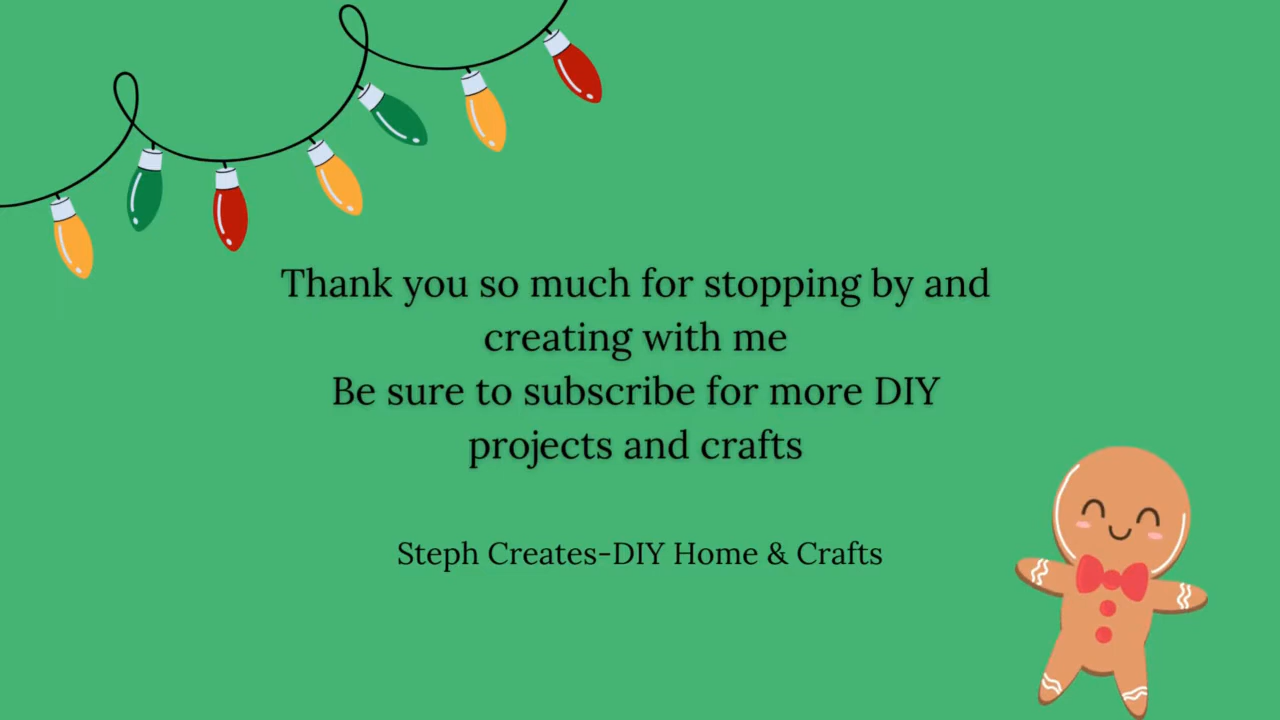 Thank you so much for stopping by and
creating with me
Be sure to subscribe for more DIY
projects and crafts
Steph Creates-DIY Home & Crafts